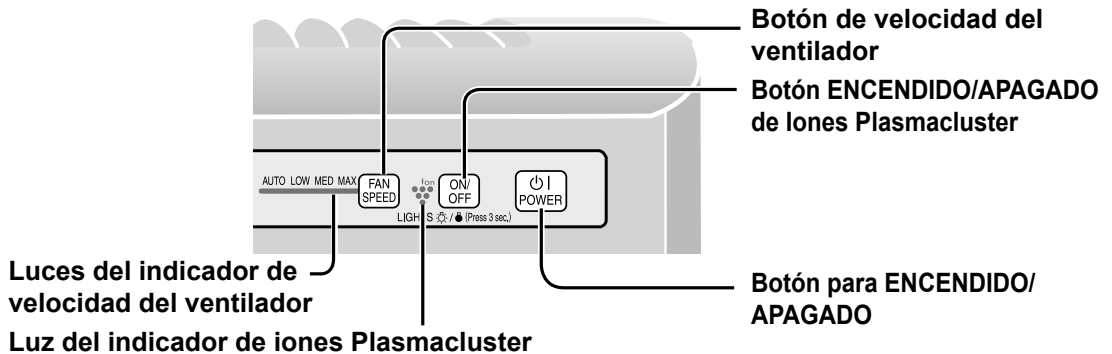 Botón de velocidad del
ventilador
Botón ENCENDIDO/APAGADO
de Iones Plasmacluster
AUTO LOW MED MAX
FAN
SPEED
Ion
ON/
OFF
POWER
LIGHTS / (Press 3 sec.)
Luces del indicador de
velocidad del ventilador
Botón para ENCENDIDO/
APAGADO
Luz del indicador de iones Plasmacluster